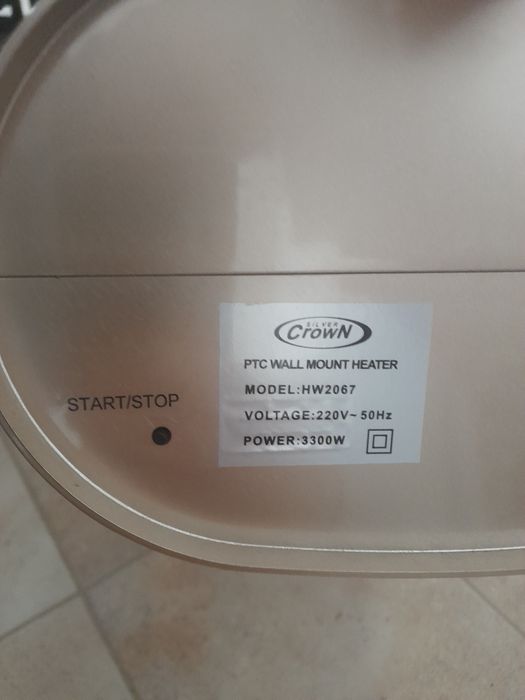 SILVER
CrowN
PTC WALL MOUNT HEATER
MODEL:HW2067
START/STOP
VOLTAGE:220V~50Hz
POWER:3300W